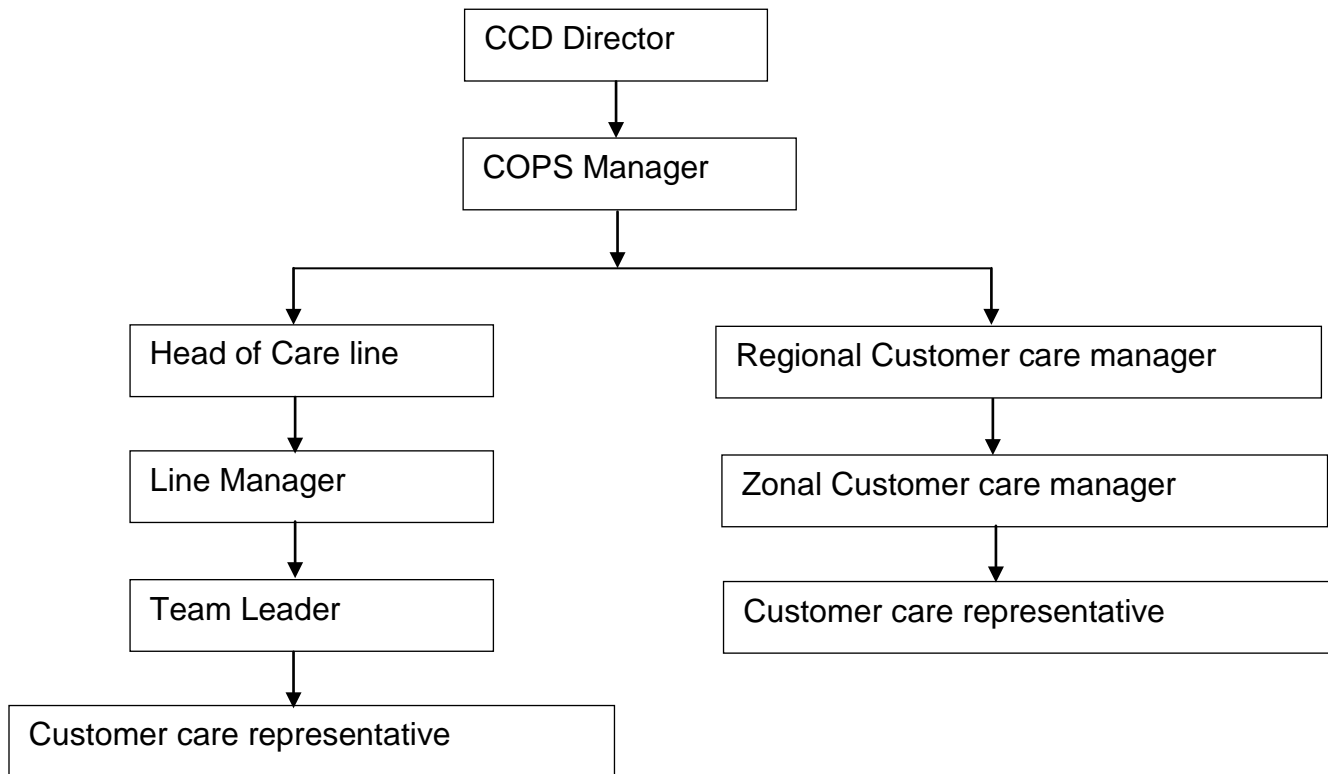 CCD Director
COPS Manager
Head of Care line
Regional Customer care manager
Line Manager
Zonal Customer care manager
Team Leader
Customer care representative
Customer care representative